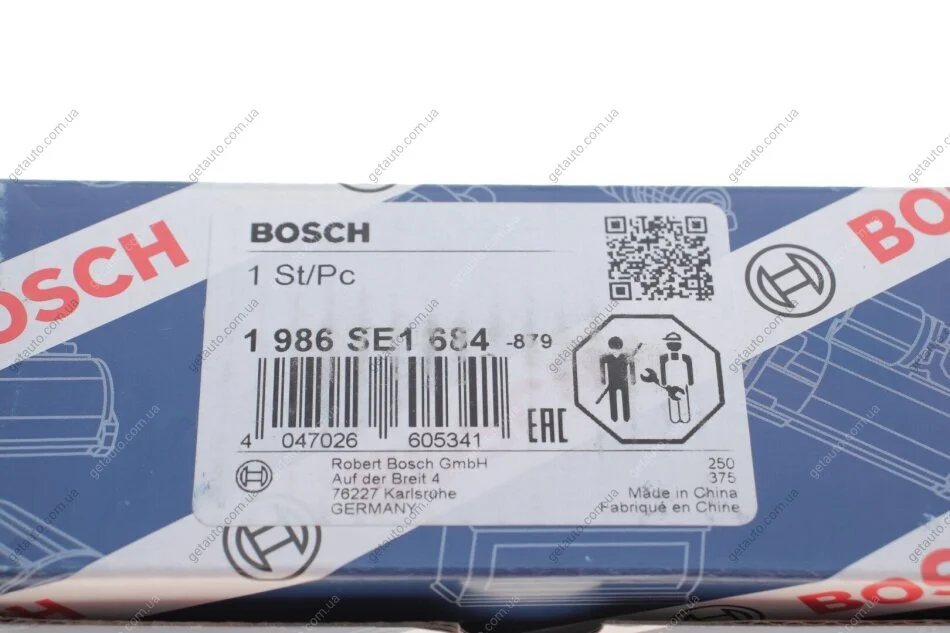 BOSCH
BOSCH
BOSCH
1 St/Pc
1 986 SE1 684 -879
4 047026 605341
EAC
Robert Bosch GmbH
Auf der Breit 4
76227 Karlsruhe
GERMANY
250
375
Made in China
Fabriqué en Chine
BOSCH
getauto.com.ua